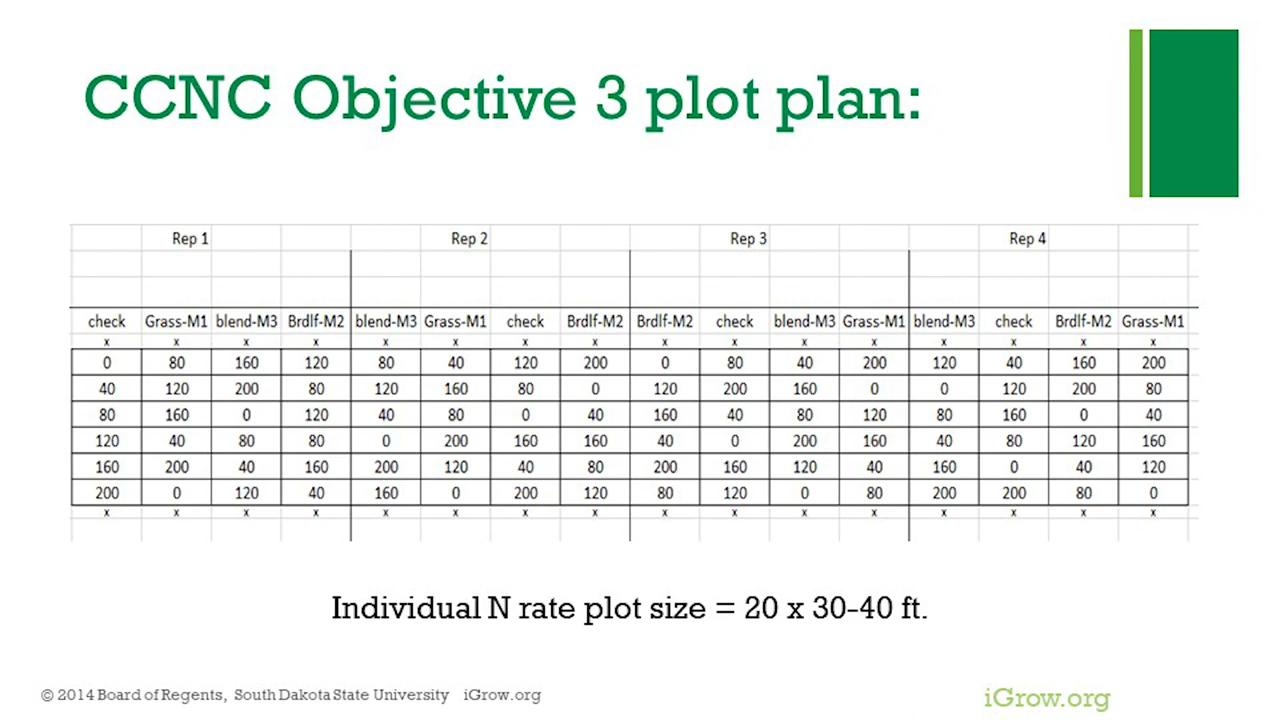 CCNC Objective 3 plot plan:
Rep 1 Rep 2 Rep 3 Rep 4
check Grass-M1 blend-M3 Brdlf-M2 blend-M3 Grass-M1 check Brdlf-M2 Brdlf-M2 check blend-M3 Grass-M1 blend-M3 check Brdlf-M2 Grass-M1
x x x x x x x x x x x x x x x x
0 80 160 120 80 40 120 200 0 80 40 200 120 40 160 200
40 120 200 80 120 160 80 0 120 200 160 0 0 120 200 80
80 160 0 120 40 80 0 40 160 40 80 120 80 160 0 40
120 40 80 80 0 200 160 160 40 0 200 160 40 80 120 160
160 200 40 160 200 120 40 80 200 160 120 40 160 0 40 120
200 0 120 40 160 0 200 120 80 120 0 80 200 200 80 0
x x x x x x x x x x x x x x x x
Individual N rate plot size = 20 x 30-40 ft.
© 2014 Board of Regents, South Dakota State University iGrow.org
iGrow.org